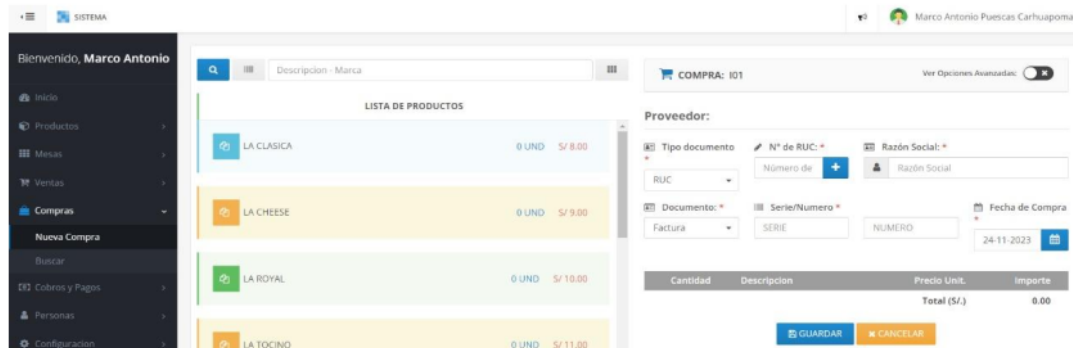 SISTEMA
0
Marco Antonio Puescas Carhuapoma
Bienvenido, Marco Antonio
Inicio
Productos
Mesas
Ventas
Compras
Nueva Compra
Buscar
Cobros y Pagos
Personas
Configuracion
Descripcion - Marca
LISTA DE PRODUCTOS
LA CLASICA 0 UND S/ 8.00
LA CHEESE 0 UND S/ 9.00
LA ROYAL 0 UND S/ 10.00
LA TOCINO 0 UND S/ 11.00
COMPRA: I01 Ver Opciones Avanzadas:
Proveedor:
Tipo documento * N° de RUC: * Razón Social: *
RUC Número de + Razón Social
Documento: * Serie/Numero * Fecha de Compra *
Factura SERIE NUMERO 24-11-2023
Cantidad Descripcion Precio Unit. Importe
Total (S/.) 0.00
GUARDAR CANCELAR